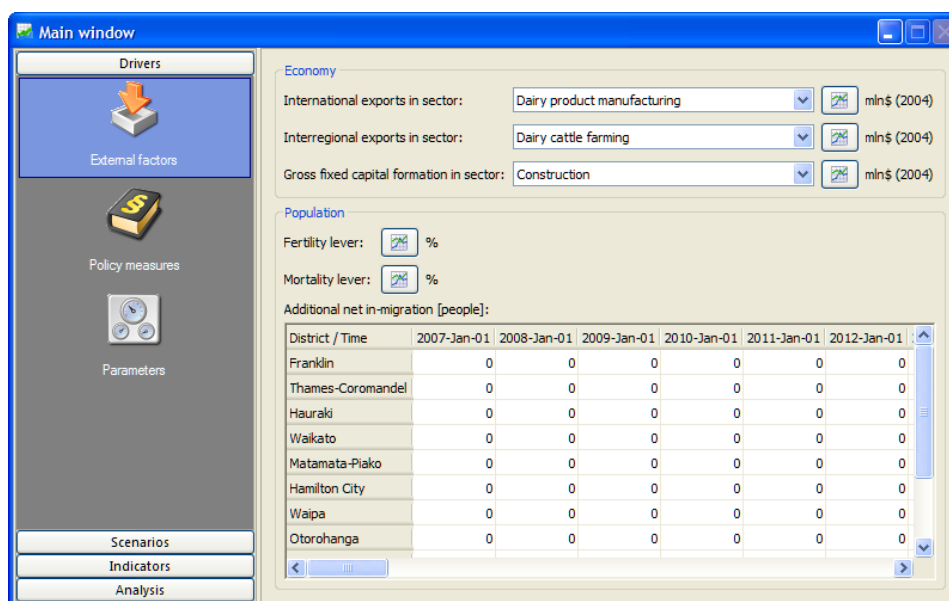 Main window
Drivers
External factors
Policy measures
Parameters
Scenarios
Indicators
Analysis
Economy
International exports in sector: Dairy product manufacturing mln$ (2004)
Interregional exports in sector: Dairy cattle farming mln$ (2004)
Gross fixed capital formation in sector: Construction mln$ (2004)
Population
Fertility lever: %
Mortality lever: %
Additional net in-migration [people]:
District / Time 2007-Jan-01 2008-Jan-01 2009-Jan-01 2010-Jan-01 2011-Jan-01 2012-Jan-01
Franklin 0 0 0 0 0 0
Thames-Coromandel 0 0 0 0 0 0
Hauraki 0 0 0 0 0 0
Waikato 0 0 0 0 0 0
Matamata-Piako 0 0 0 0 0 0
Hamilton City 0 0 0 0 0 0
Waipa 0 0 0 0 0 0
Otorohanga 0 0 0 0 0 0